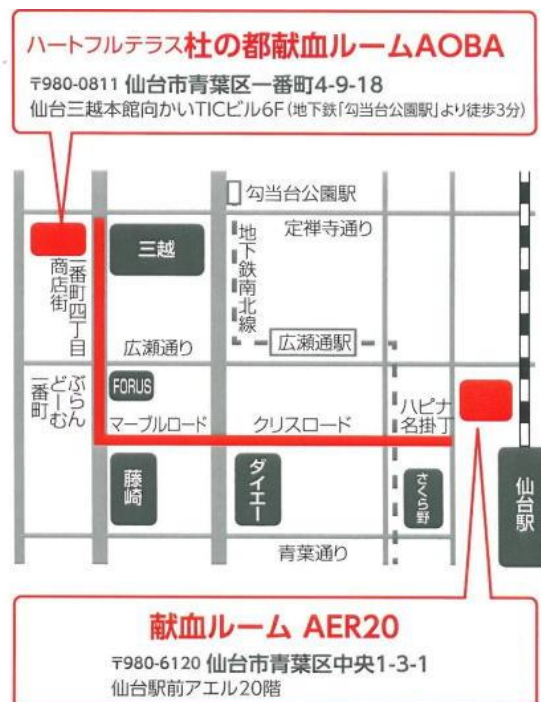 ハートフルテラス杜の都献血ルームAOBA
〒980-0811 仙台市青葉区一番町4-9-18
仙台三越本館向かいTICビル6F(地下鉄「勾当台公園駅」より徒歩3分)
勾当台公園駅
定禅寺通り
三越
地下鉄南北線
一番町四丁目
商店街
広瀬通り
広瀬通駅
FORUS
ぶらん
どーむ
一番町
マーブルロード
クリスロード
ハピナ
名掛丁
藤崎
ダイエー
さくら野
仙台駅
青葉通り
献血ルーム AER20
〒980-6120 仙台市青葉区中央1-3-1
仙台駅前アエル20階